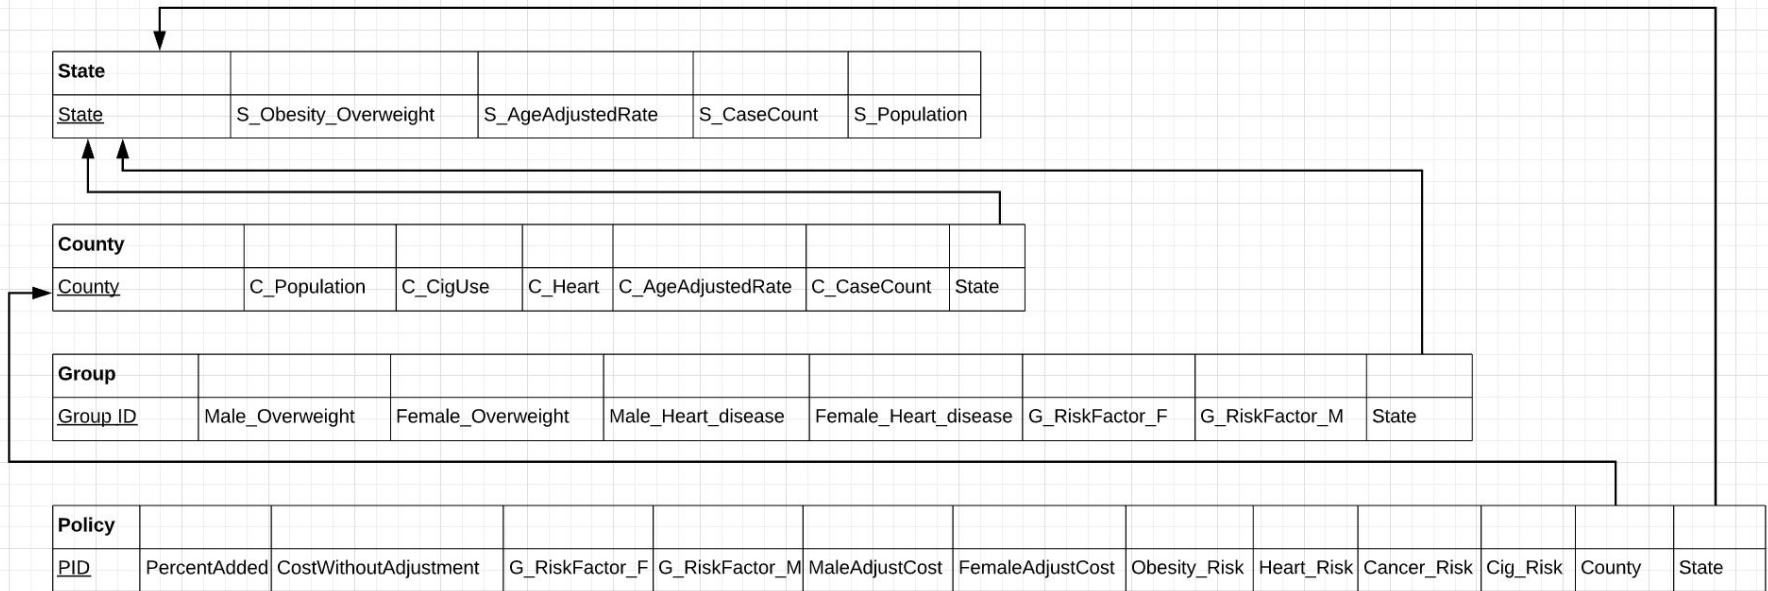 State
State S_Obesity_Overweight S_AgeAdjustedRate S_CaseCount S_Population
County
County C_Population C_CigUse C_Heart C_AgeAdjustedRate C_CaseCount State
Group
Group ID Male_Overweight Female_Overweight Male_Heart_disease Female_Heart_disease G_RiskFactor_F G_RiskFactor_M State
Policy
PID PercentAdded CostWithoutAdjustment G_RiskFactor_F G_RiskFactor_M MaleAdjustCost FemaleAdjustCost Obesity_Risk Heart_Risk Cancer_Risk Cig_Risk County State